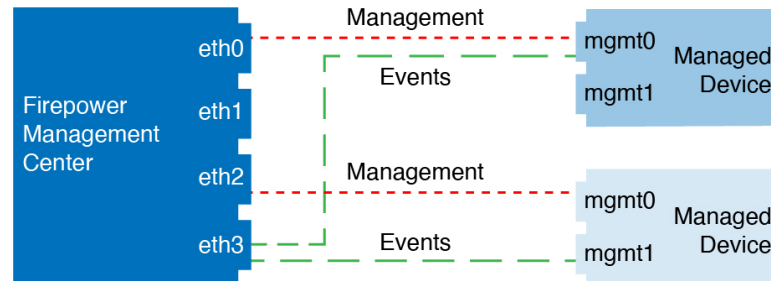 Management
eth0
mgmt0
Managed
Device
Events
mgmt1
Firepower
Management
Center
eth1
Management
eth2
mgmt0
Managed
Device
eth3
Events
mgmt1